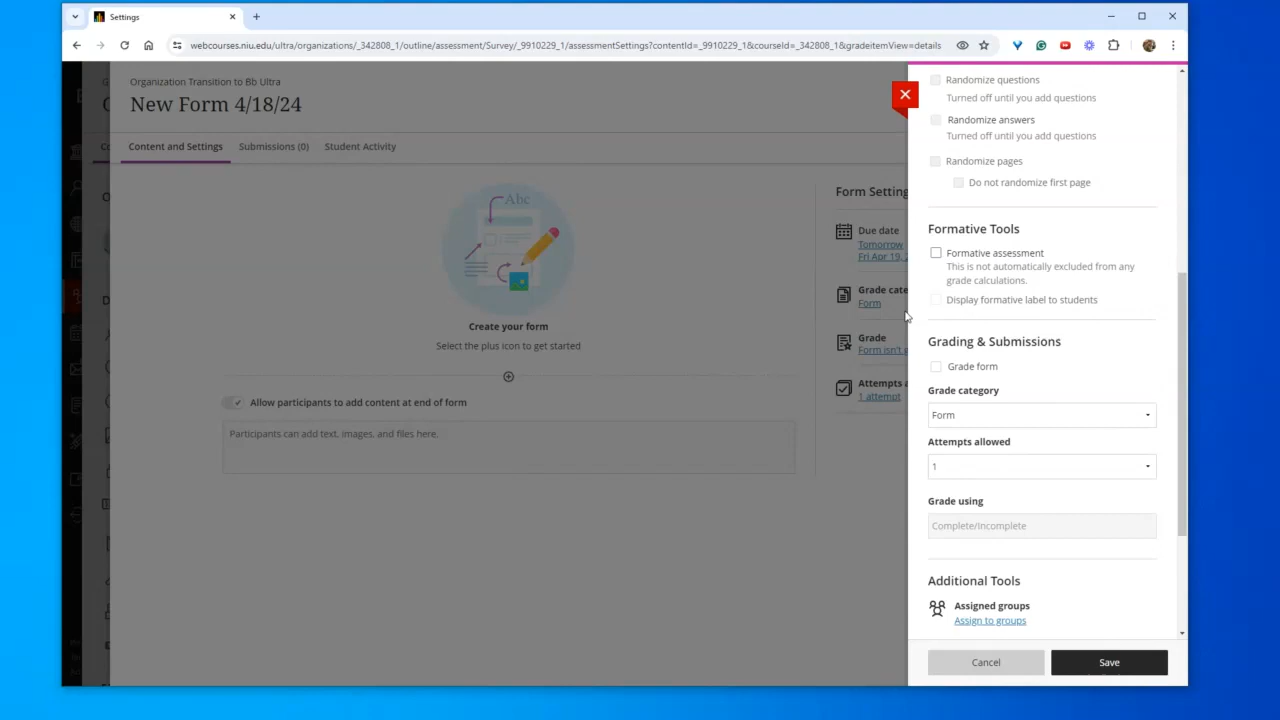 Settings
webcourses.niu.edu/ultra/organizations/_342808_1/outline/assessment/Survey/_9910229_1/assessmentSettings?contentId=_9910229_1&courseId=_342808_1&gradeitemView=details
Organization Transition to Bb Ultra
New Form 4/18/24
Content and Settings
Submissions (0)
Student Activity
Abc
Create your form
Select the plus icon to get started
Allow participants to add content at end of form
Participants can add text, images, and files here.
Form Setting
Due date
Tomorrow
Fri Apr 19, 2
Grade cate
Form
Grade
Form isn't g
Attempts a
1 attempt
Randomize questions
Turned off until you add questions
Randomize answers
Turned off until you add questions
Randomize pages
Do not randomize first page
Formative Tools
Formative assessment
This is not automatically excluded from any
grade calculations.
Display formative label to students
Grading & Submissions
Grade form
Grade category
Form
Attempts allowed
1
Grade using
Complete/Incomplete
Additional Tools
Assigned groups
Assign to groups
Cancel
Save